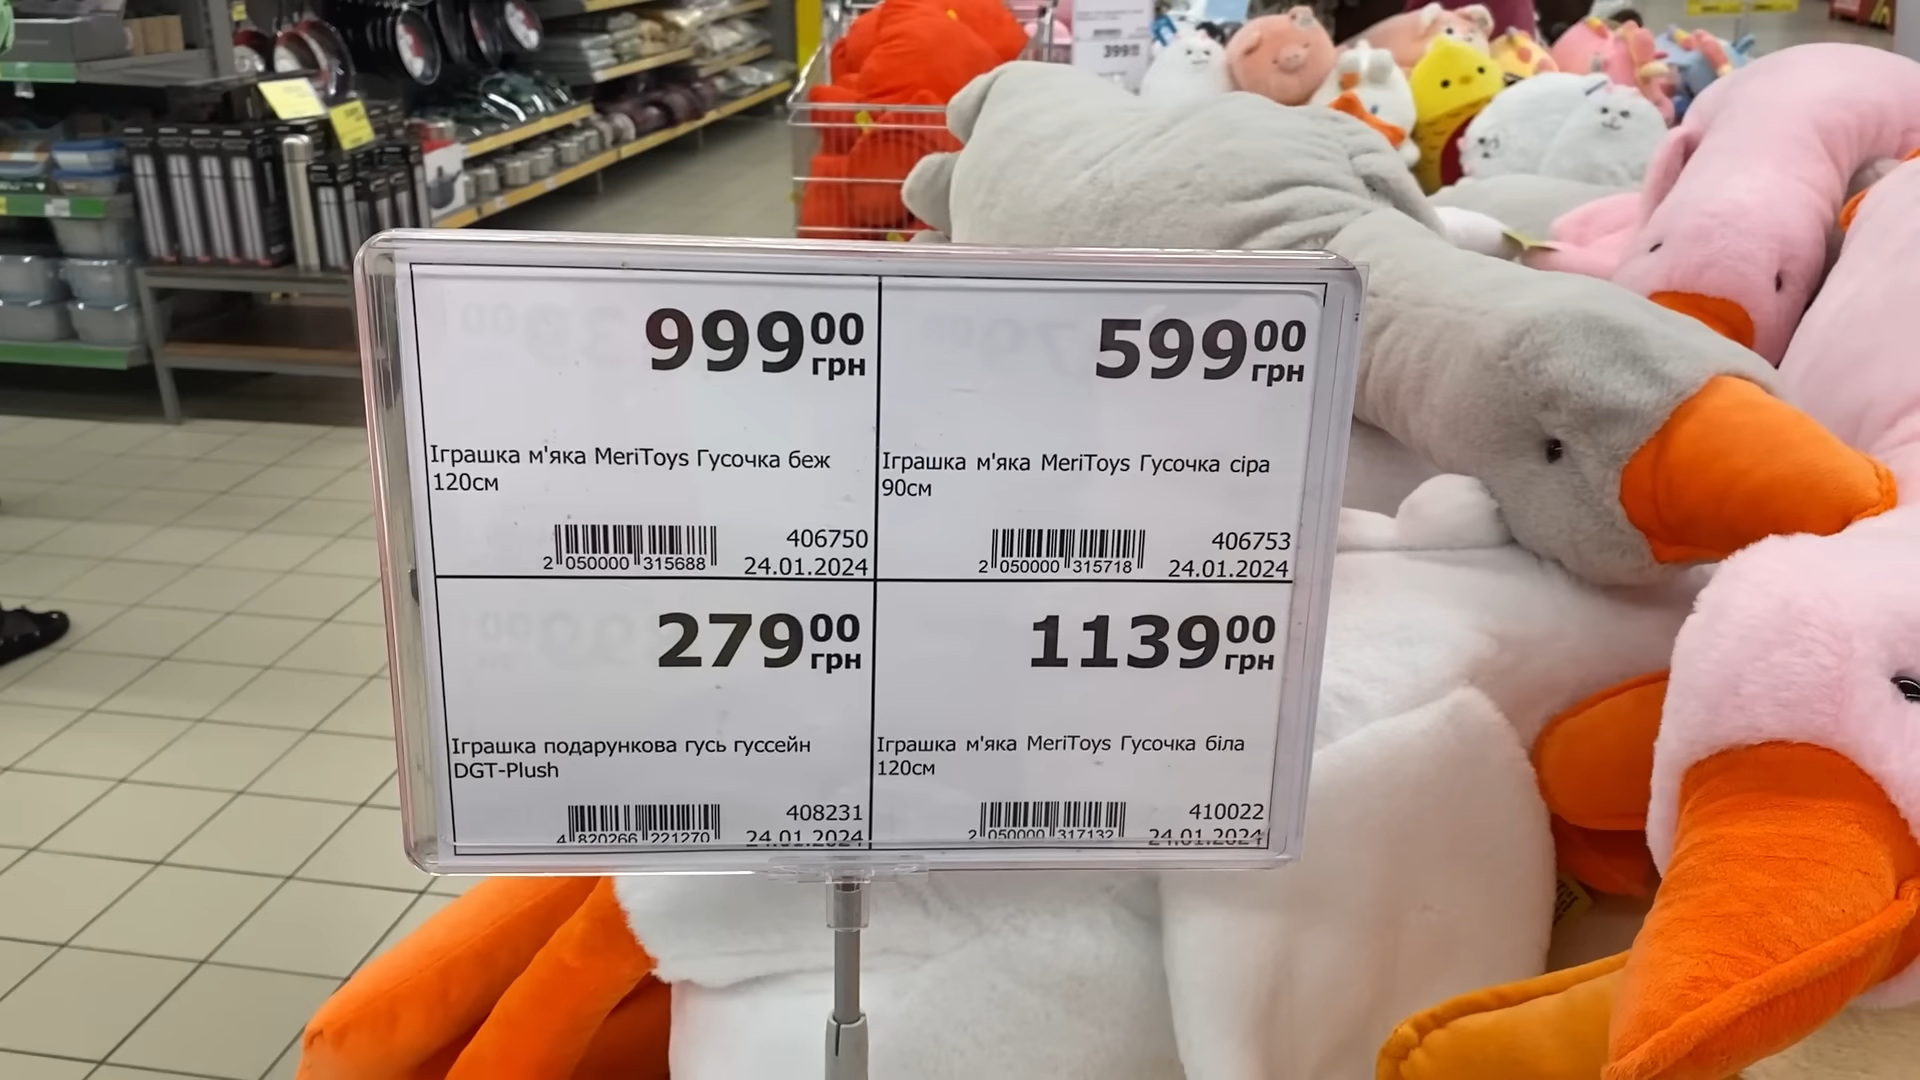 399
999 00 грн
Іграшка м'яка MeriToys Гусочка беж
120см
406750
2 050000 315688 24.01.2024
599 00 грн
Іграшка м'яка MeriToys Гусочка сіра
90см
406753
2 050000 315718 24.01.2024
279 00 грн
Іграшка подарункова гусь гуссейн
DGT-Plush
408231
4 820266 221270 24.01.2024
1139 00 грн
Іграшка м'яка MeriToys Гусочка біла
120см
410022
2 050000 317132 24.01.2024